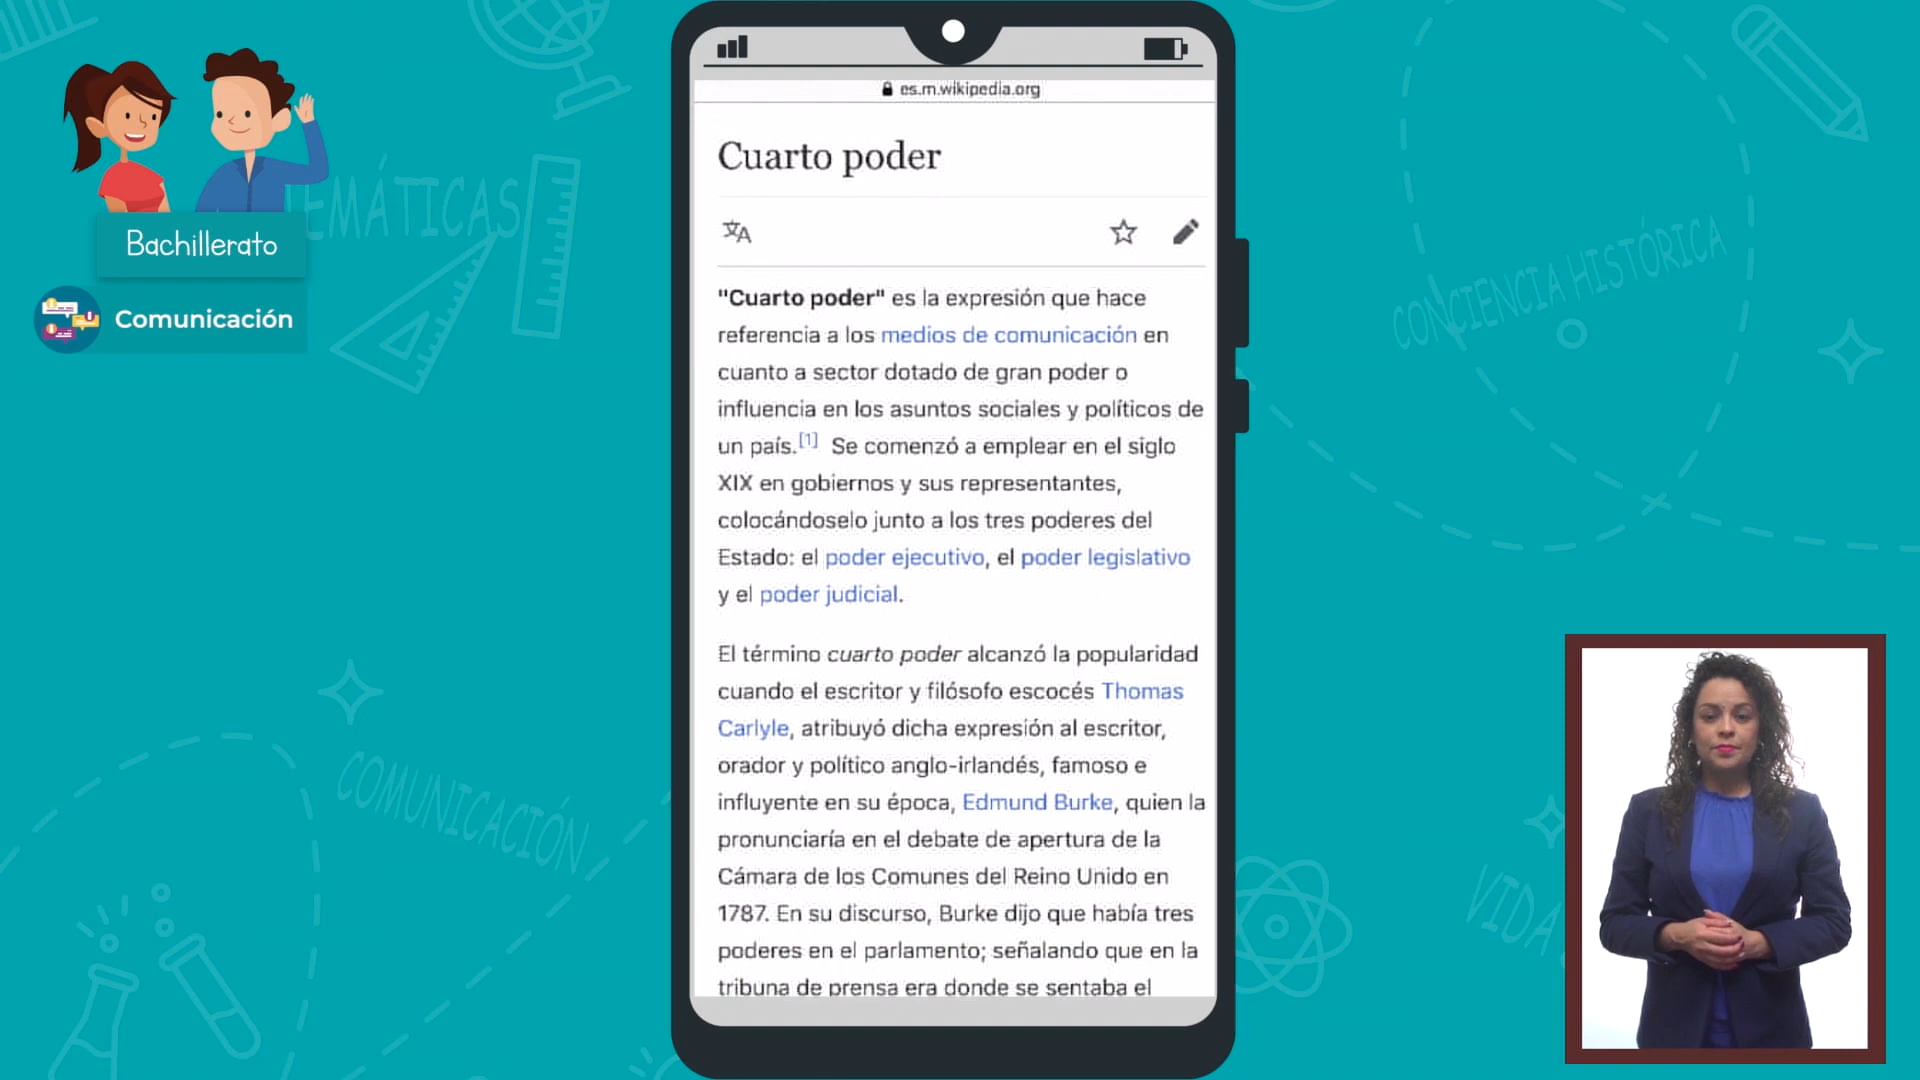 Bachillerato
Comunicación
EMÁTICAS
CONCIENCIA HISTÓRICA
COMUNICACIÓN
VIDA
es.m.wikipedia.org
Cuarto poder
"Cuarto poder" es la expresión que hace
referencia a los medios de comunicación en
cuanto a sector dotado de gran poder o
influencia en los asuntos sociales y políticos de
un país.[1] Se comenzó a emplear en el siglo
XIX en gobiernos y sus representantes,
colocándoselo junto a los tres poderes del
Estado: el poder ejecutivo, el poder legislativo
y el poder judicial.
El término cuarto poder alcanzó la popularidad
cuando el escritor y filósofo escocés Thomas
Carlyle, atribuyó dicha expresión al escritor,
orador y político anglo-irlandés, famoso e
influyente en su época, Edmund Burke, quien la
pronunciaría en el debate de apertura de la
Cámara de los Comunes del Reino Unido en
1787. En su discurso, Burke dijo que había tres
poderes en el parlamento; señalando que en la
tribuna de prensa era donde se sentaba el